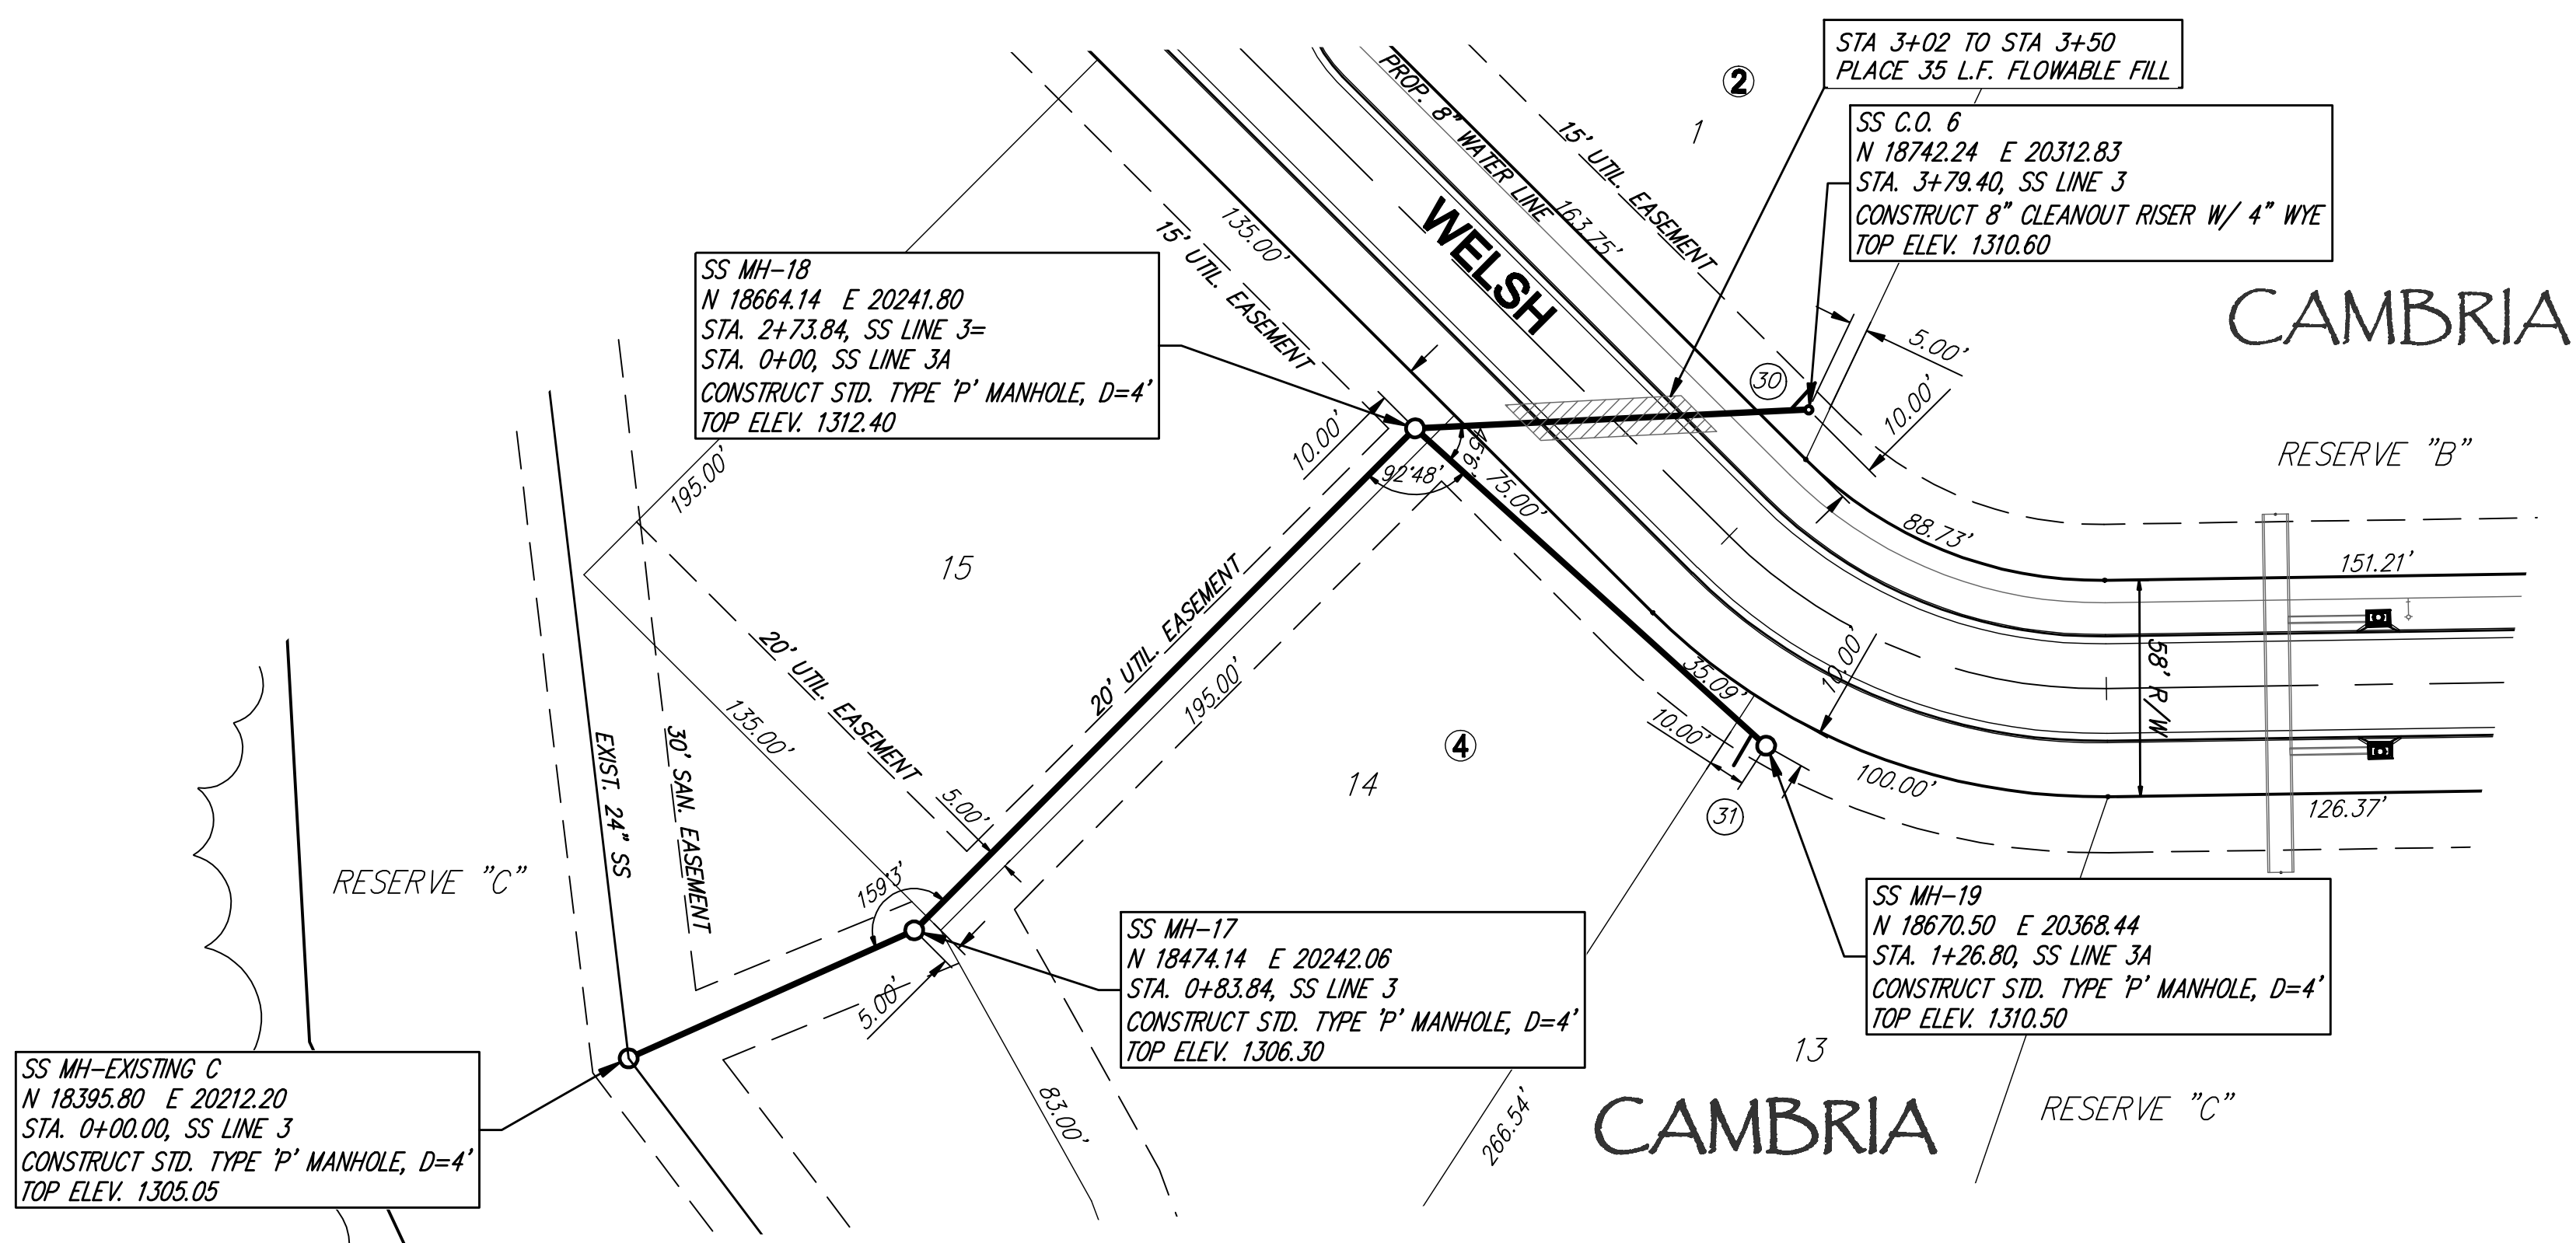 STA 3+02 TO STA 3+50
PLACE 35 L.F. FLOWABLE FILL
SS C.O. 6
N 18742.24 E 20312.83
STA. 3+79.40, SS LINE 3
CONSTRUCT 8" CLEANOUT RISER W/ 4" WYE
TOP ELEV. 1310.60
2
1
PROP. 8" WATER LINE
15' UTIL. EASEMENT
163.75'
WELSH
135.00'
15' UTIL. EASEMENT
SS MH-18
N 18664.14 E 20241.80
STA. 2+73.84, SS LINE 3=
STA. 0+00, SS LINE 3A
CONSTRUCT STD. TYPE 'P' MANHOLE, D=4'
TOP ELEV. 1312.40
CAMBRIA
5.00'
10.00'
30
RESERVE "B"
195.00'
10.00'
92°48'
75.00'
88.73'
151.21'
15
20' UTIL. EASEMENT
20' UTIL. EASEMENT
195.00'
135.00'
5.00'
58' R/W
35.09'
10.00'
10.00'
31
100.00'
126.37'
4
14
EXIST. 24" SS
30' SAN. EASEMENT
RESERVE "C"
159°3'
5.00'
SS MH-17
N 18474.14 E 20242.06
STA. 0+83.84, SS LINE 3
CONSTRUCT STD. TYPE 'P' MANHOLE, D=4'
TOP ELEV. 1306.30
SS MH-19
N 18670.50 E 20368.44
STA. 1+26.80, SS LINE 3A
CONSTRUCT STD. TYPE 'P' MANHOLE, D=4'
TOP ELEV. 1310.50
SS MH-EXISTING C
N 18395.80 E 20212.20
STA. 0+00.00, SS LINE 3
CONSTRUCT STD. TYPE 'P' MANHOLE, D=4'
TOP ELEV. 1305.05
83.00'
266.54'
13
CAMBRIA
RESERVE "C"